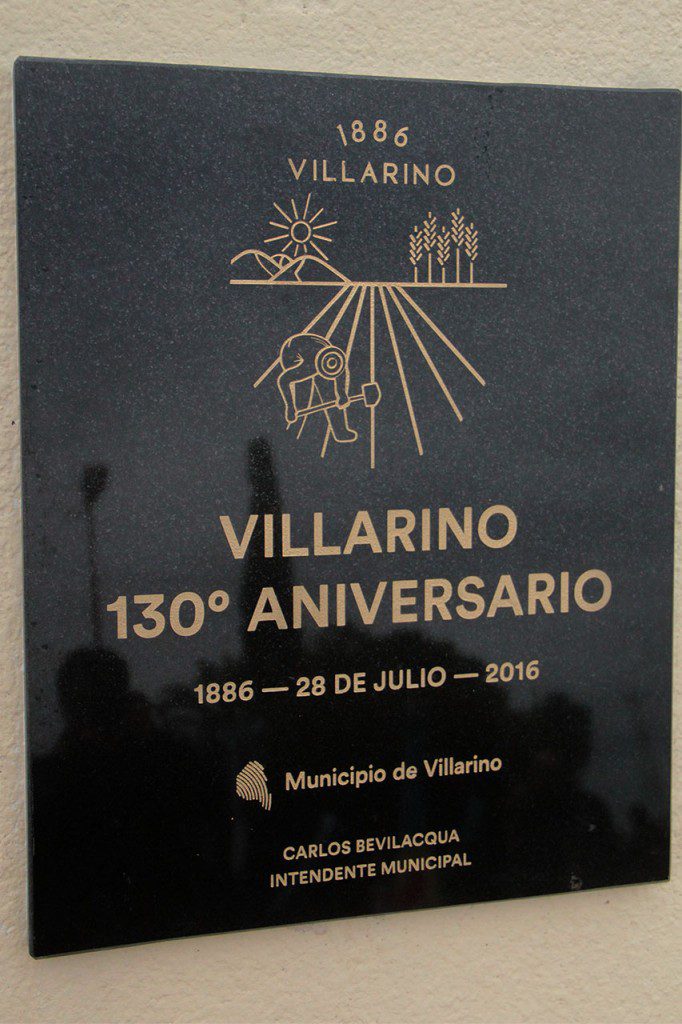 1886
VILLARINO
VILLARINO
130º ANIVERSARIO
1886 — 28 DE JULIO — 2016
Municipio de Villarino
CARLOS BEVILACQUA
INTENDENTE MUNICIPAL